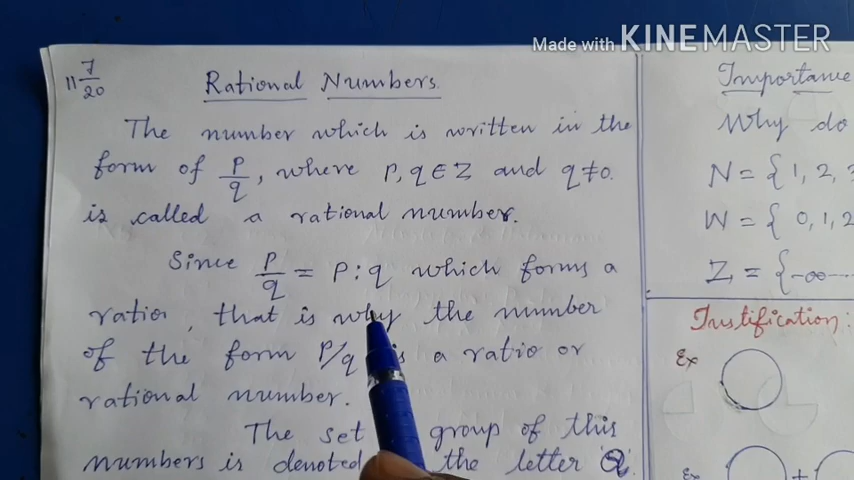 Made with KINEMASTER
11 7/20
Rational Numbers
The number which is written in the
form of P/q, where P, q ∈ Z and q ≠ 0.
is called a rational number.
Since P/q = P : q which forms a
ratio, that is why the number
of the form P/q is a ratio or
rational number.
The set group of this
numbers is denoted the letter Q.
Importance
Why do
N = { 1, 2, 3
W = { 0, 1, 2
Z = { -∞ ---
Justification:
Ex
Ex
+